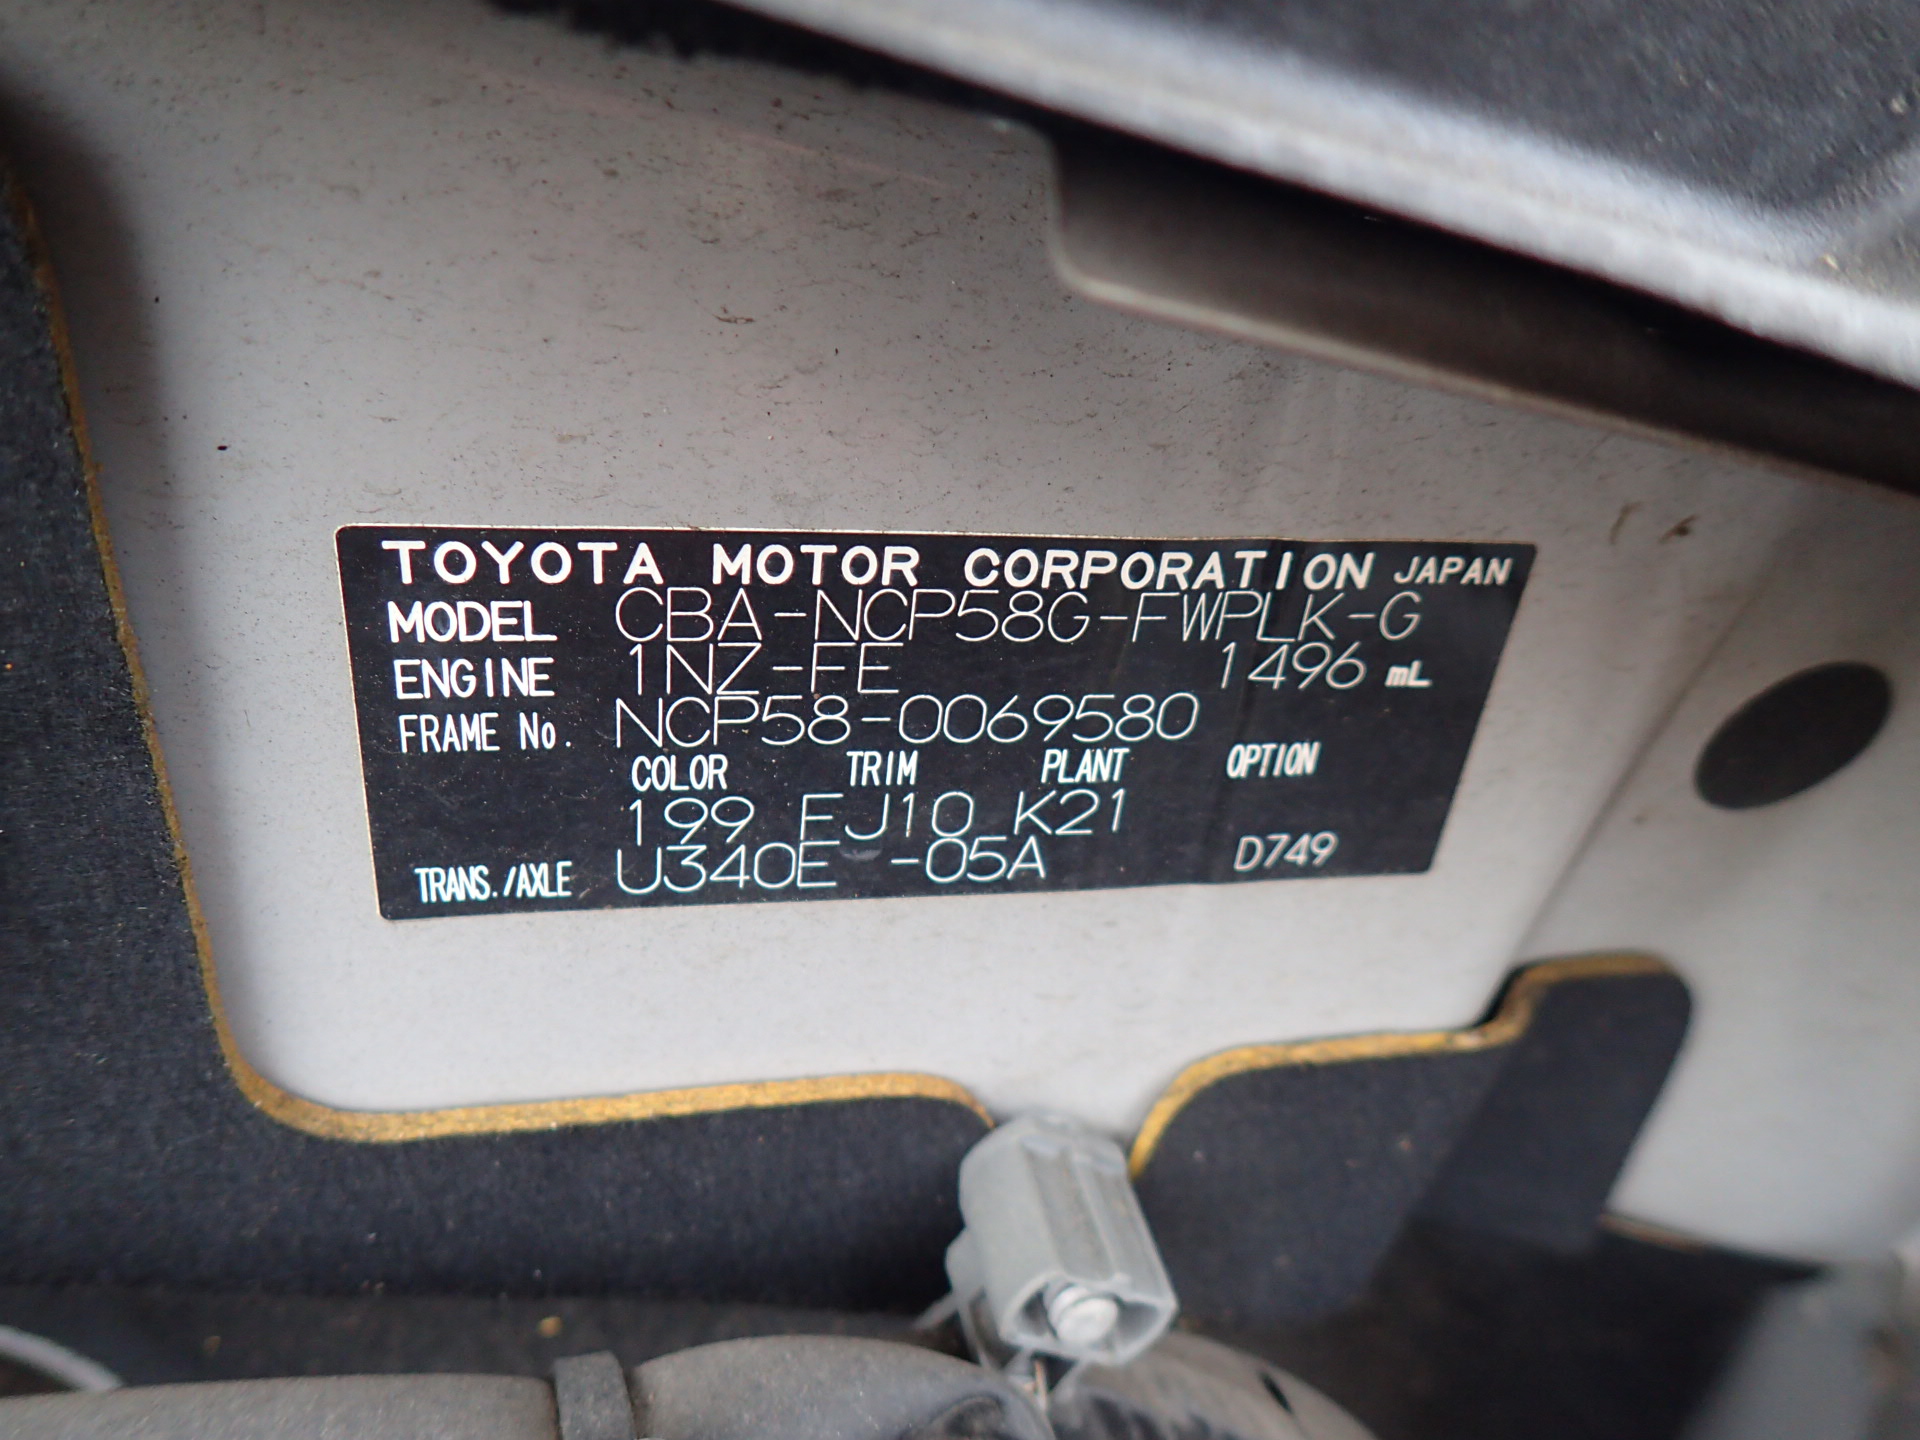 TOYOTA MOTOR CORPORATION JAPAN
MODEL CBA-NCP58G-FWPLK-G
ENGINE 1NZ-FE 1496 mL
FRAME No. NCP58-0069580
COLOR TRIM PLANT OPTION
199 FJ10 K21
TRANS./AXLE U340E -05A D749